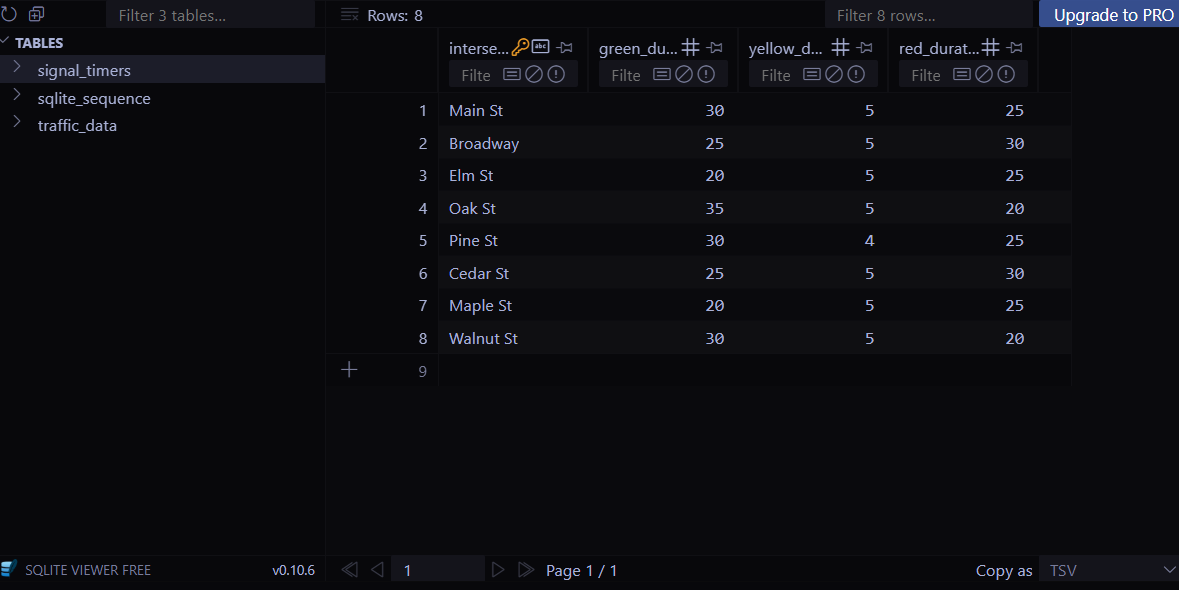 Filter 3 tables... Rows: 8 Filter 8 rows... Upgrade to PRO
TABLES
signal_timers
sqlite_sequence
traffic_data
interse... abc green_du... yellow_d... red_durat...
Filte Filte Filte Filte
1 Main St 30 5 25
2 Broadway 25 5 30
3 Elm St 20 5 25
4 Oak St 35 5 20
5 Pine St 30 4 25
6 Cedar St 25 5 30
7 Maple St 20 5 25
8 Walnut St 30 5 20
9
SQLITE VIEWER FREE v0.10.6 1 Page 1 / 1 Copy as TSV